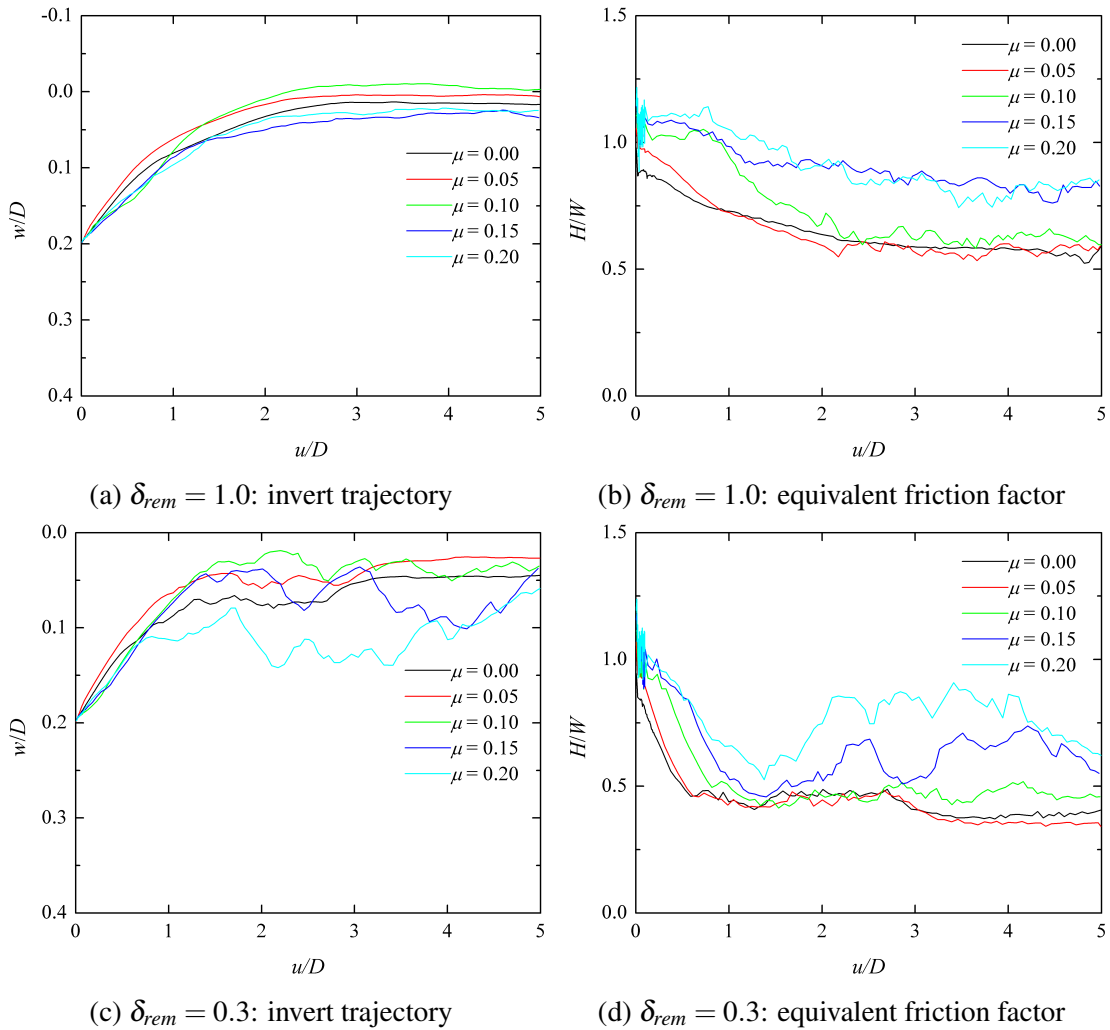 -0.1
0.0
0.1
0.2
0.3
0.4
w/D
0 1 2 3 4 5
u/D
μ = 0.00
μ = 0.05
μ = 0.10
μ = 0.15
μ = 0.20
(a) δrem = 1.0: invert trajectory
1.5
1.0
0.5
0.0
H/W
0 1 2 3 4 5
u/D
μ = 0.00
μ = 0.05
μ = 0.10
μ = 0.15
μ = 0.20
(b) δrem = 1.0: equivalent friction factor
0.0
0.1
0.2
0.3
0.4
w/D
0 1 2 3 4 5
u/D
μ = 0.00
μ = 0.05
μ = 0.10
μ = 0.15
μ = 0.20
(c) δrem = 0.3: invert trajectory
1.5
1.0
0.5
0.0
H/W
0 1 2 3 4 5
u/D
μ = 0.00
μ = 0.05
μ = 0.10
μ = 0.15
μ = 0.20
(d) δrem = 0.3: equivalent friction factor